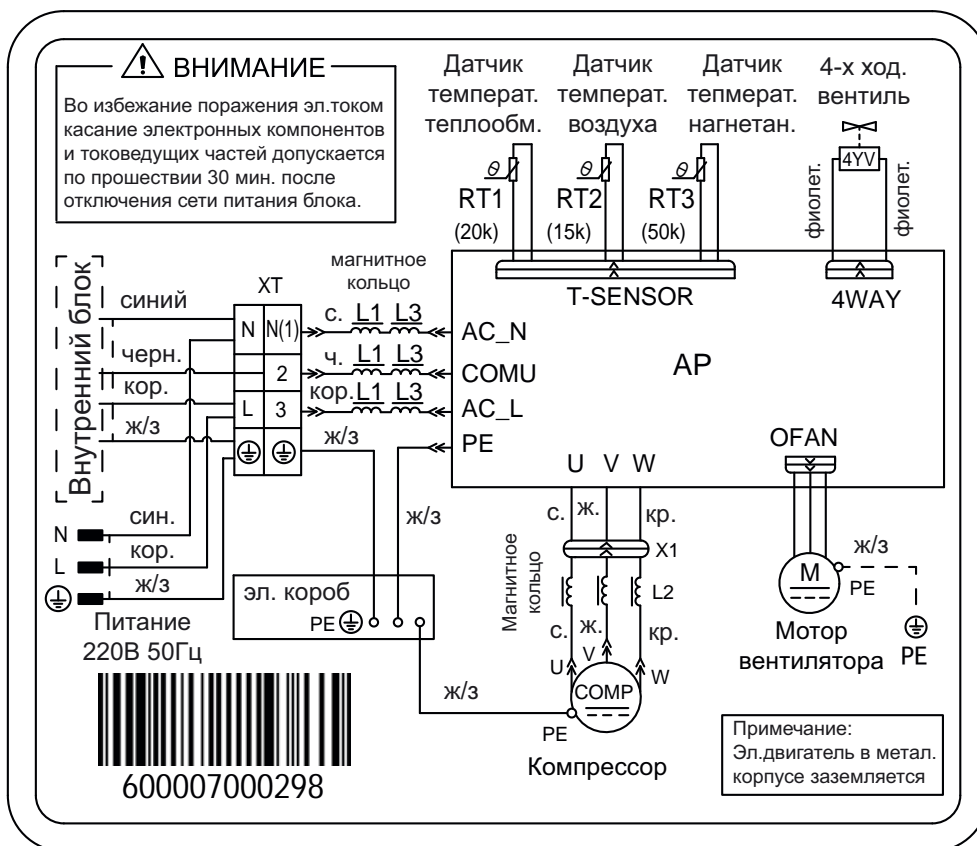 ВНИМАНИЕ
Во избежание поражения эл.током
касание электронных компонентов
и токоведущих частей допускается
по прошествии 30 мин. после
отключения сети питания блока.
Датчик
температ.
теплообм.
Датчик
температ.
воздуха
Датчик
тепмерат.
нагнетан.
4-х ход.
вентиль
4YV
фиолет.
фиолет.
θ
θ
θ
RT1
RT2
RT3
(20k)
(15k)
(50k)
T-SENSOR
4WAY
AP
Внутренний блок
синий
черн.
кор.
ж/з
XT
N
N(1)
2
L
3
магнитное
кольцо
с. L1 L3
AC_N
ч. L1 L3
COMU
кор. L1 L3
AC_L
ж/з
PE
ж/з
U V W
OFAN
N
син.
L
кор.
ж/з
Питание
220В 50Гц
эл. короб
PE
ж/з
с. ж. кр.
X1
Магнитное
кольцо
L2
с. ж. кр.
U
V
W
COMP
PE
Компрессор
M
ж/з
PE
PE
Мотор
вентилятора
Примечание:
Эл.двигатель в метал.
корпусе заземляется
600007000298